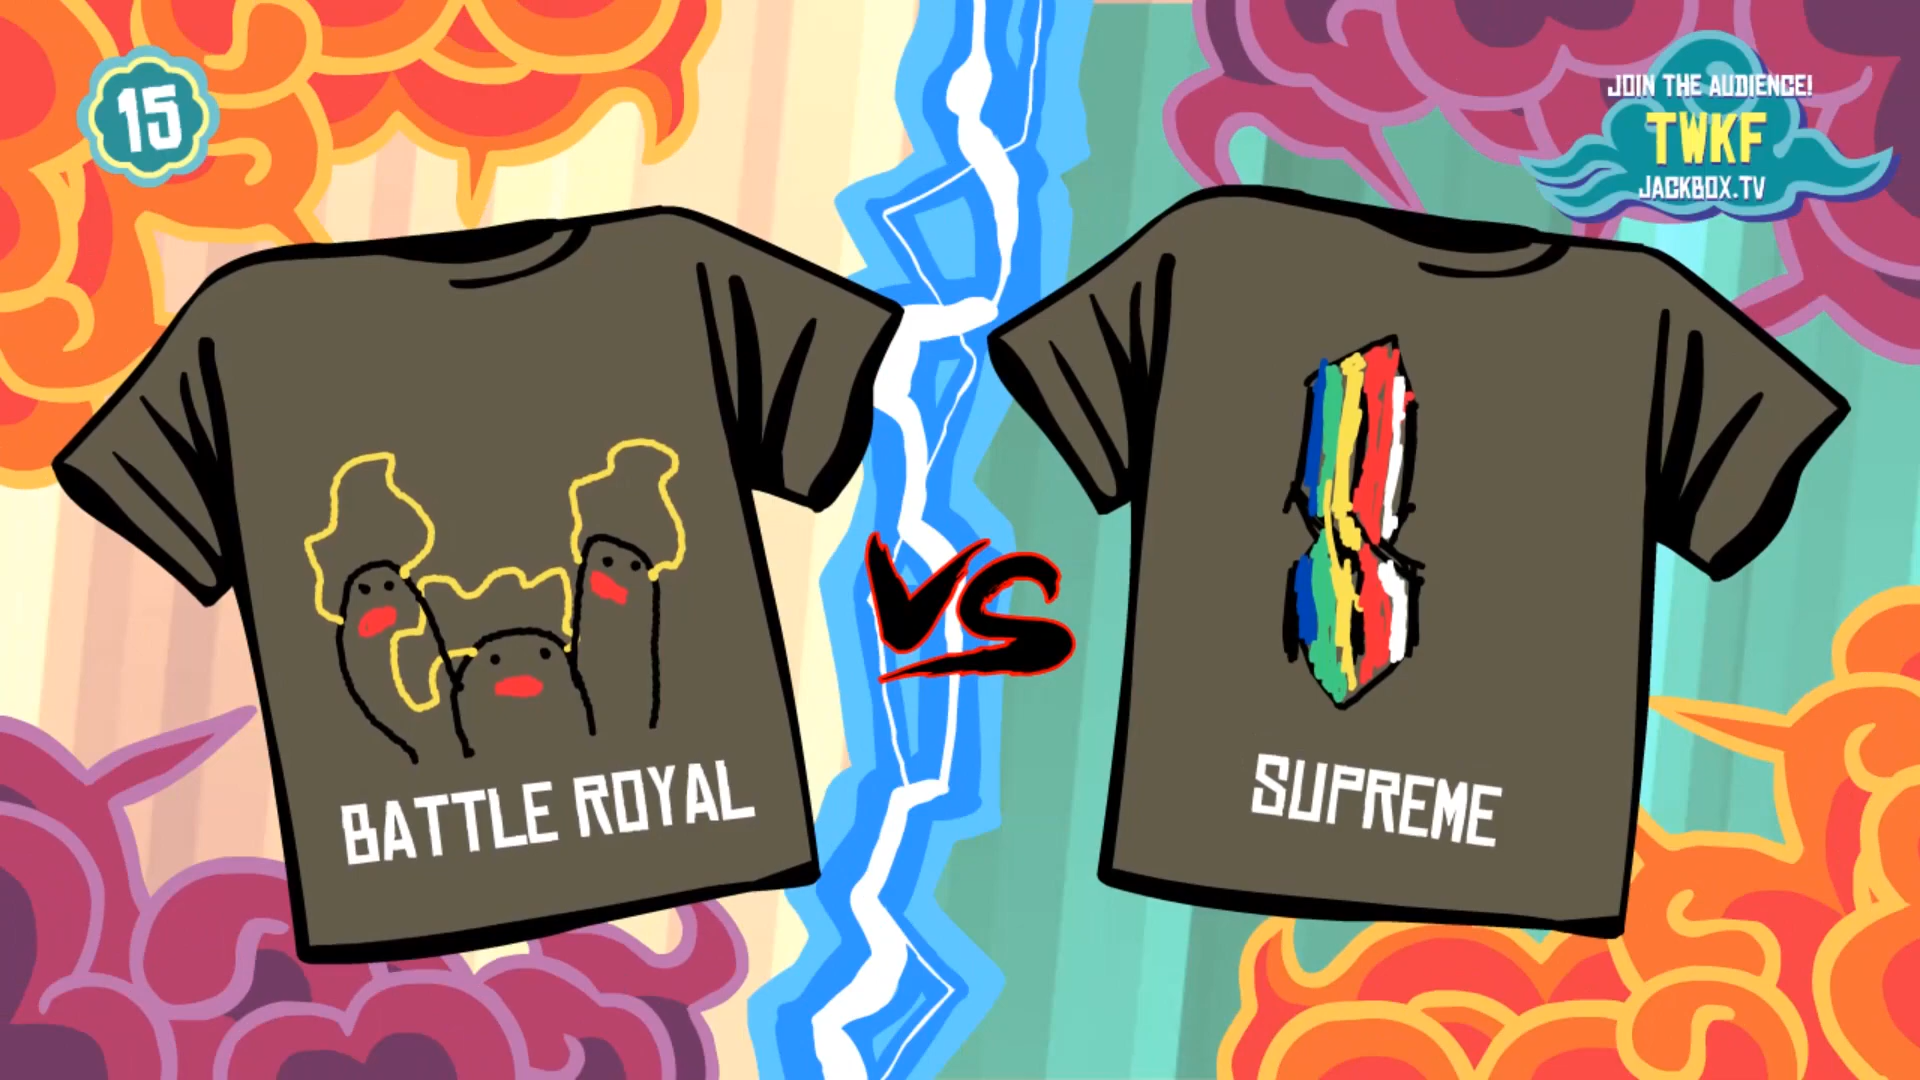 15
JOIN THE AUDIENCE!
TWKF
JACKBOX.TV
VS
BATTLE ROYAL
SUPREME